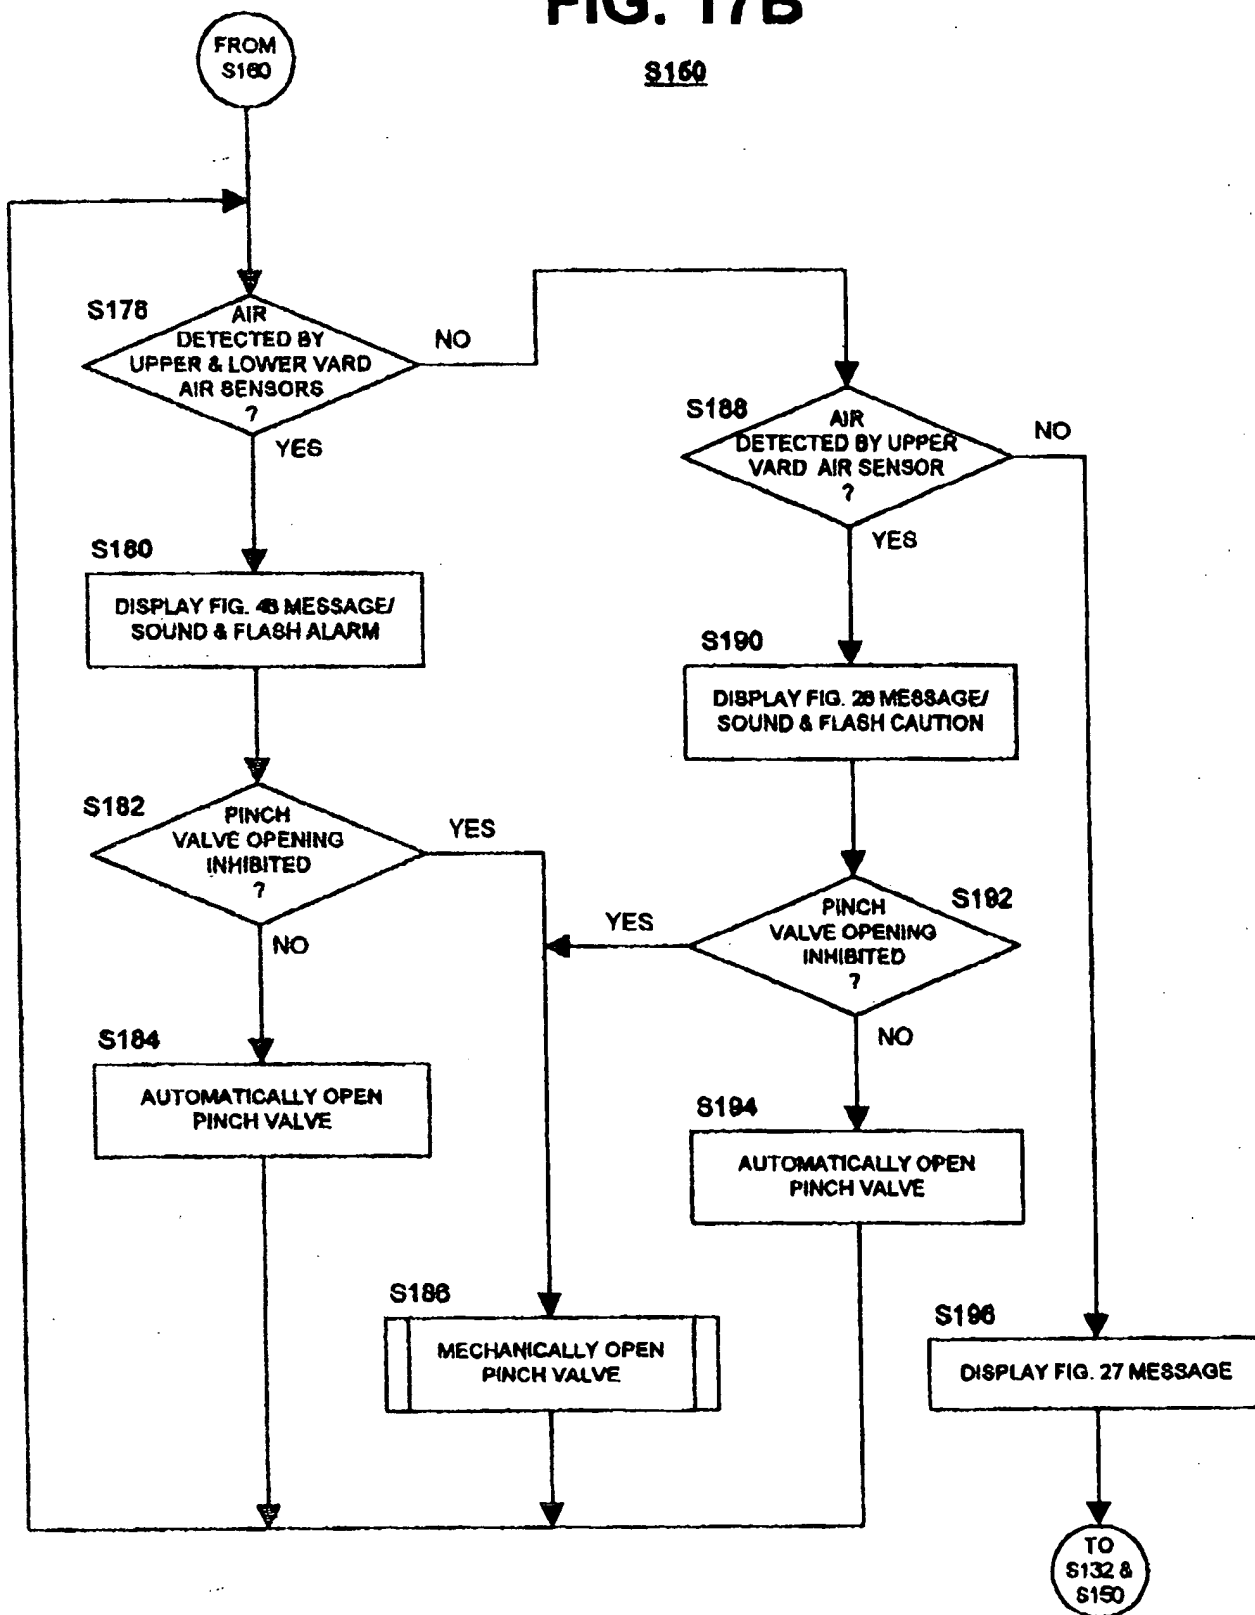 FIG. 17B
S150
FROM
S160
S178
AIR
DETECTED BY
UPPER & LOWER VARD
AIR SENSORS
?
NO
YES
S188
AIR
DETECTED BY UPPER
VARD AIR SENSOR
?
NO
YES
S180
DISPLAY FIG. 48 MESSAGE/
SOUND & FLASH ALARM
S190
DISPLAY FIG. 28 MESSAGE/
SOUND & FLASH CAUTION
S182
PINCH
VALVE OPENING
INHIBITED
?
YES
NO
S192
PINCH
VALVE OPENING
INHIBITED
?
YES
NO
S184
AUTOMATICALLY OPEN
PINCH VALVE
S194
AUTOMATICALLY OPEN
PINCH VALVE
S186
MECHANICALLY OPEN
PINCH VALVE
S196
DISPLAY FIG. 27 MESSAGE
TO
S132 &
S150